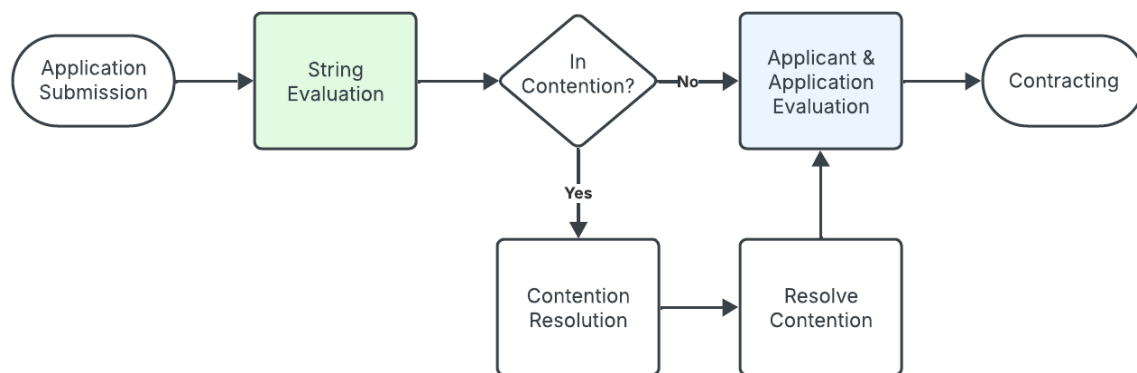 Application
Submission
String
Evaluation
In
Contention?
No
Applicant &
Application
Evaluation
Contracting
Yes
Contention
Resolution
Resolve
Contention